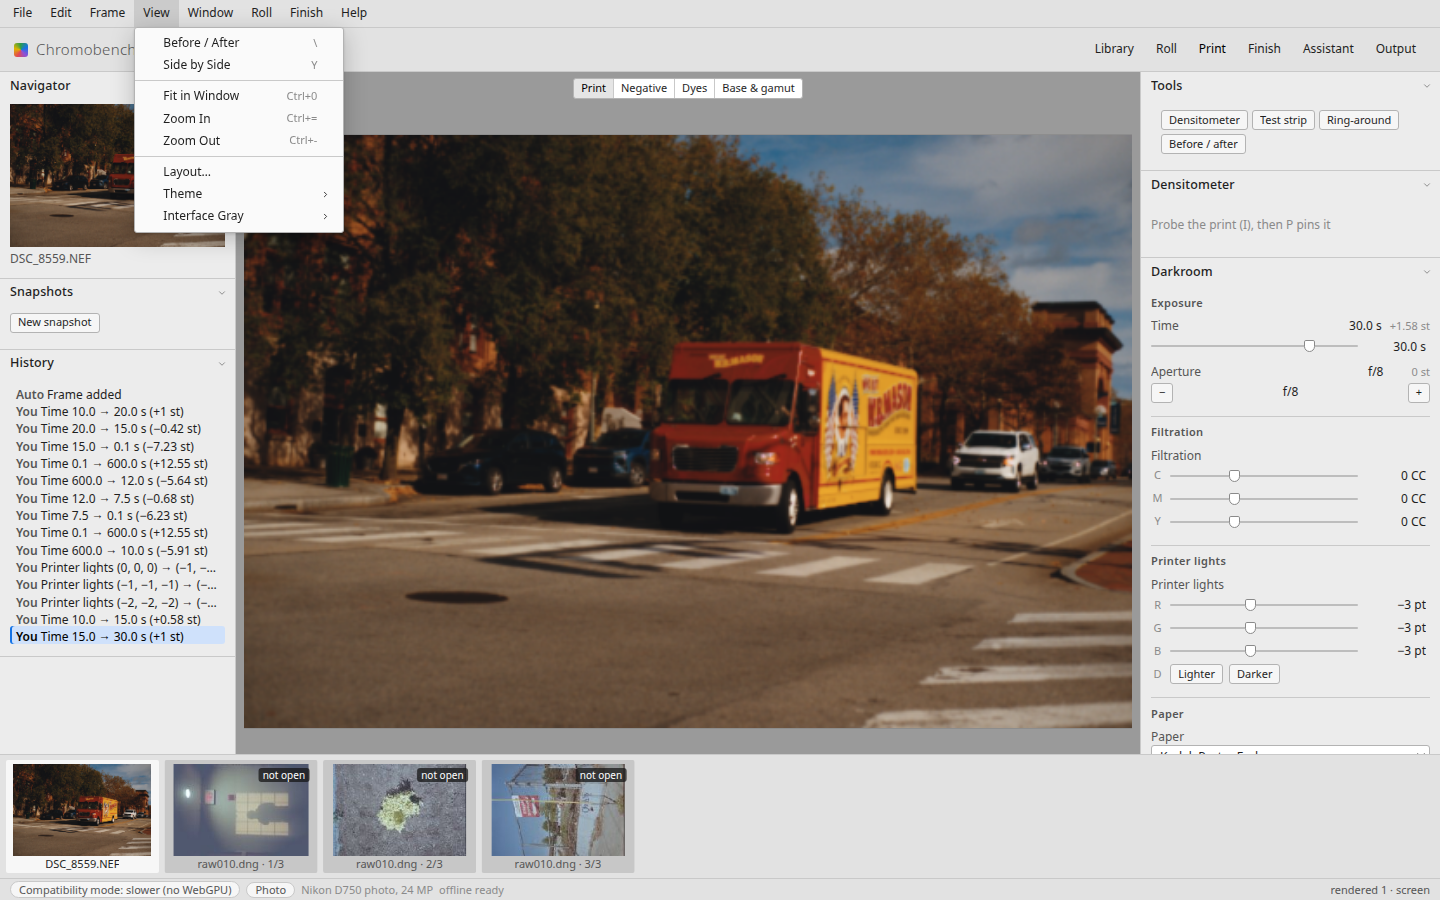 File Edit Frame View Window Roll Finish Help
Chromobench
Library Roll Print Finish Assistant Output
Before / After \
Side by Side Y
Fit in Window Ctrl+0
Zoom In Ctrl+=
Zoom Out Ctrl+-
Layout...
Theme
Interface Gray
Navigator
DSC_8559.NEF
Snapshots
New snapshot
History
Auto Frame added
You Time 10.0 → 20.0 s (+1 st)
You Time 20.0 → 15.0 s (−0.42 st)
You Time 15.0 → 0.1 s (−7.23 st)
You Time 0.1 → 600.0 s (+12.55 st)
You Time 600.0 → 12.0 s (−5.64 st)
You Time 12.0 → 7.5 s (−0.68 st)
You Time 7.5 → 0.1 s (−6.23 st)
You Time 0.1 → 600.0 s (+12.55 st)
You Time 600.0 → 10.0 s (−5.91 st)
You Printer lights (0, 0, 0) → (−1, −...
You Printer lights (−1, −1, −1) → (−...
You Printer lights (−2, −2, −2) → (−...
You Time 10.0 → 15.0 s (+0.58 st)
You Time 15.0 → 30.0 s (+1 st)
Print Negative Dyes Base & gamut
Tools
Densitometer Test strip Ring-around
Before / after
Densitometer
Probe the print (I), then P pins it
Darkroom
Exposure
Time 30.0 s +1.58 st
30.0 s
Aperture f/8 0 st
− f/8 +
Filtration
Filtration
C 0 CC
M 0 CC
Y 0 CC
Printer lights
Printer lights
R −3 pt
G −3 pt
B −3 pt
D Lighter Darker
Paper
Paper
not open
not open
not open
DSC_8559.NEF
raw010.dng · 1/3
raw010.dng · 2/3
raw010.dng · 3/3
Compatibility mode: slower (no WebGPU) Photo Nikon D750 photo, 24 MP offline ready
rendered 1 · screen